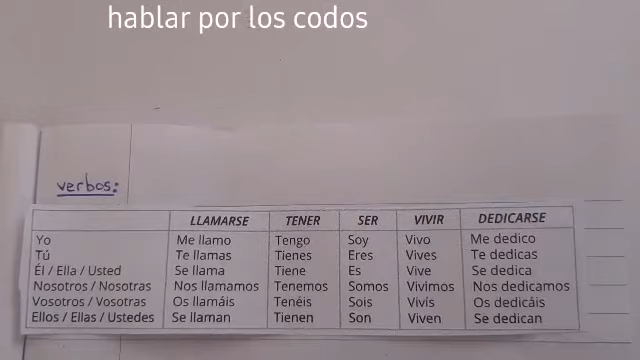 hablar por los codos
verbos:
LLAMARSE TENER SER VIVIR DEDICARSE
Yo Me llamo Tengo Soy Vivo Me dedico
Tú Te llamas Tienes Eres Vives Te dedicas
Él / Ella / Usted Se llama Tiene Es Vive Se dedica
Nosotros / Nosotras Nos llamamos Tenemos Somos Vivimos Nos dedicamos
Vosotros / Vosotras Os llamáis Tenéis Sois Vivís Os dedicáis
Ellos / Ellas / Ustedes Se llaman Tienen Son Viven Se dedican